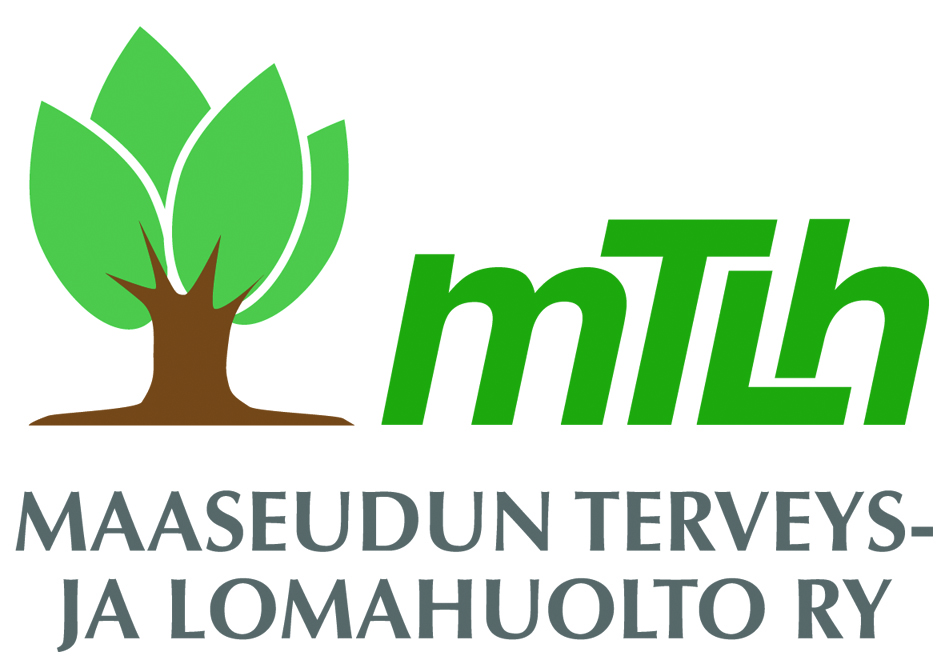 mTLh
MAASEUDUN TERVEYS-
JA LOMAHUOLTO RY